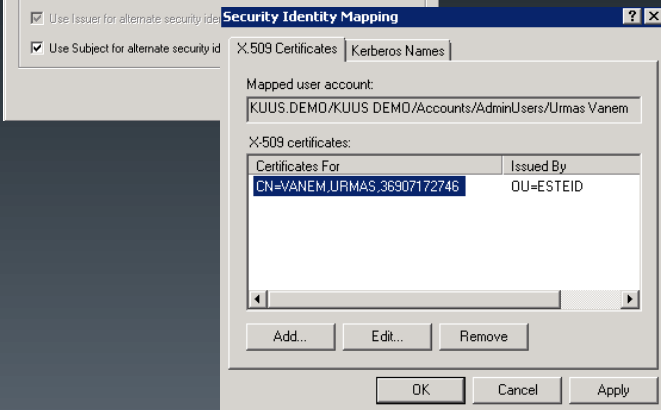 Use Issuer for alternate security ide
Use Subject for alternate security id
Security Identity Mapping
X.509 Certificates
Kerberos Names
Mapped user account:
KUUS.DEMO/KUUS DEMO/Accounts/AdminUsers/Urmas Vanem
X-509 certificates:
Certificates For Issued By
CN=VANEM,URMAS,36907172746 OU=ESTEID
Add... Edit... Remove
OK Cancel Apply